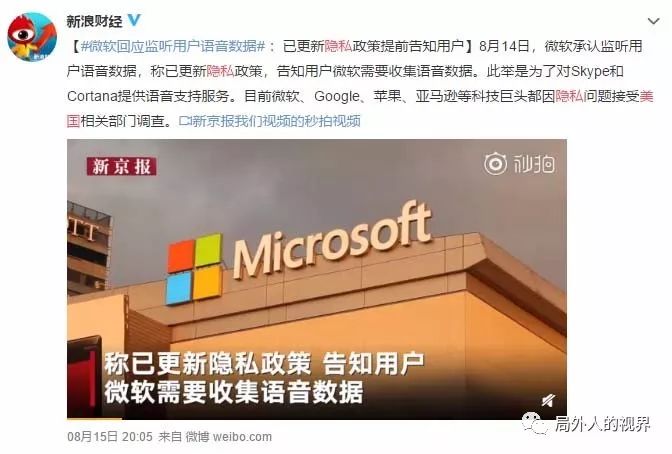 新浪财经
【#微软回应监听用户语音数据# ：已更新隐私政策提前告知用户】8月14日，微软承认监听用
户语音数据，称已更新隐私政策，告知用户微软需要收集语音数据。此举是为了对Skype和
Cortana提供语音支持服务。目前微软、Google、苹果、亚马逊等科技巨头都因隐私问题接受美
国相关部门调查。新京报我们视频的秒拍视频
新京报
秒拍
TT
Microsoft
称已更新隐私政策 告知用户
微软需要收集语音数据
08月15日 20:05 来自 微博 weibo.com
局外人的视界